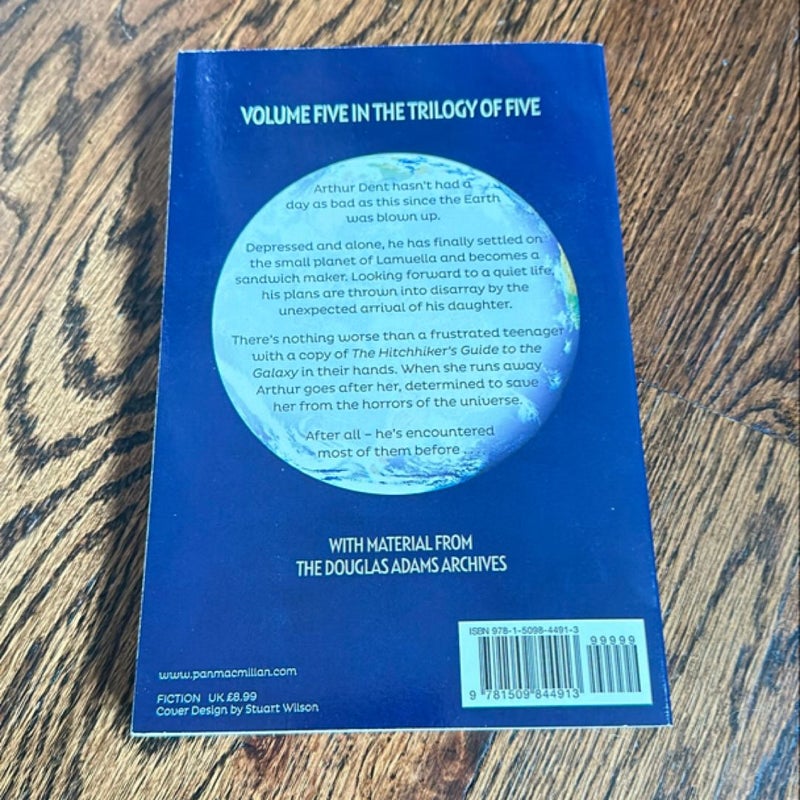 VOLUME FIVE IN THE TRILOGY OF FIVE
Arthur Dent hasn't had a
day as bad as this since the Earth
was blown up.
Depressed and alone, he has finally settled on
the small planet of Lamuella and becomes a
sandwich maker. Looking forward to a quiet life,
his plans are thrown into disarray by the
unexpected arrival of his daughter.
There's nothing worse than a frustrated teenager
with a copy of The Hitchhiker's Guide to the
Galaxy in their hands. When she runs away
Arthur goes after her, determined to save
her from the horrors of the universe.
After all – he's encountered
most of them before . . .
WITH MATERIAL FROM
THE DOUGLAS ADAMS ARCHIVES
www.panmacmillan.com
FICTION UK £8.99
Cover Design by Stuart Wilson
ISBN 978-1-5098-4491-3
99999
9 781509 844913